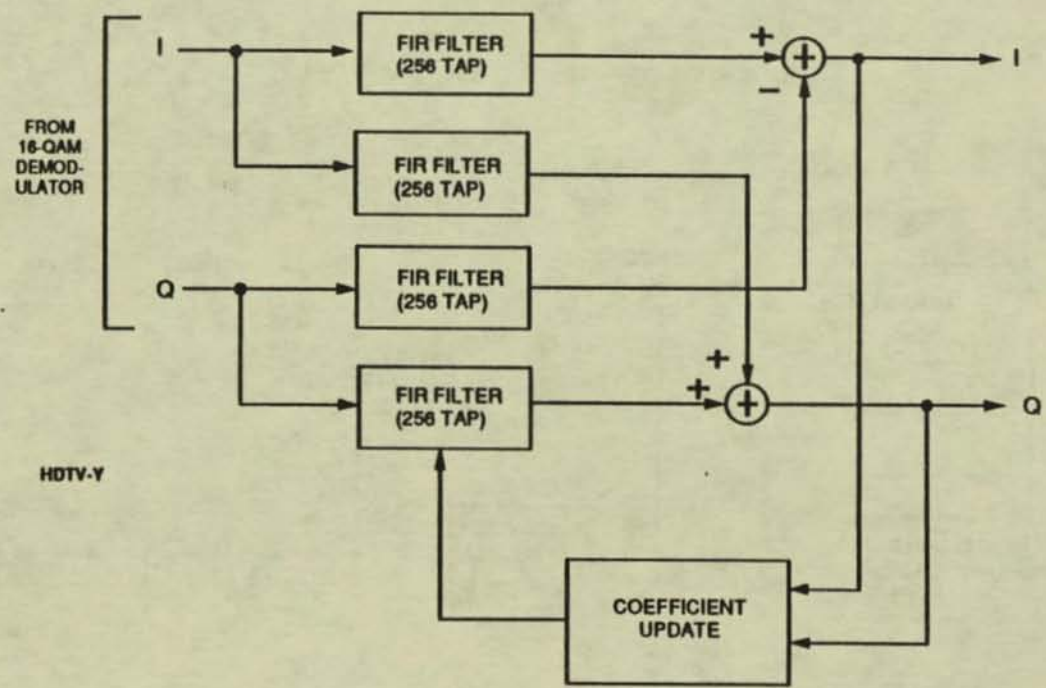 I
FIR FILTER
(256 TAP)
+
+
I
−
FROM
16-QAM
DEMOD-
ULATOR
FIR FILTER
(256 TAP)
Q
FIR FILTER
(256 TAP)
+
+
FIR FILTER
(256 TAP)
+
Q
HDTV-Y
COEFFICIENT
UPDATE